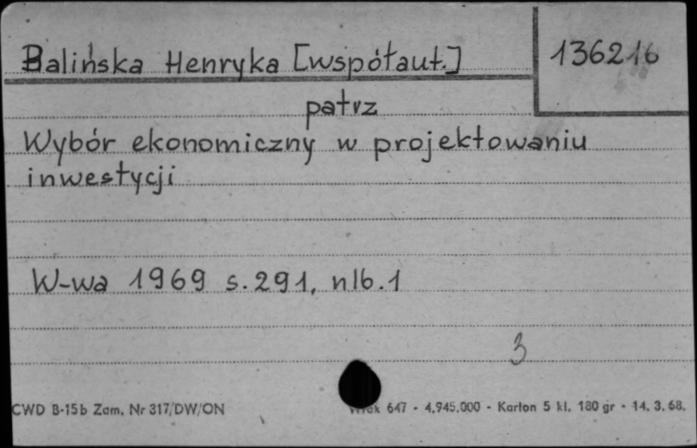 Balińska Henryka [współaut.]
136216
patrz
Wybór ekonomiczny w projektowaniu
inwestycji
W-wa 1969 s.291, nlb.1
3
CWD B-15b Zam. Nr 317/DW/ON
647 - 4.945.000 - Karton 5 kl. 180 gr - 14. 3. 68.